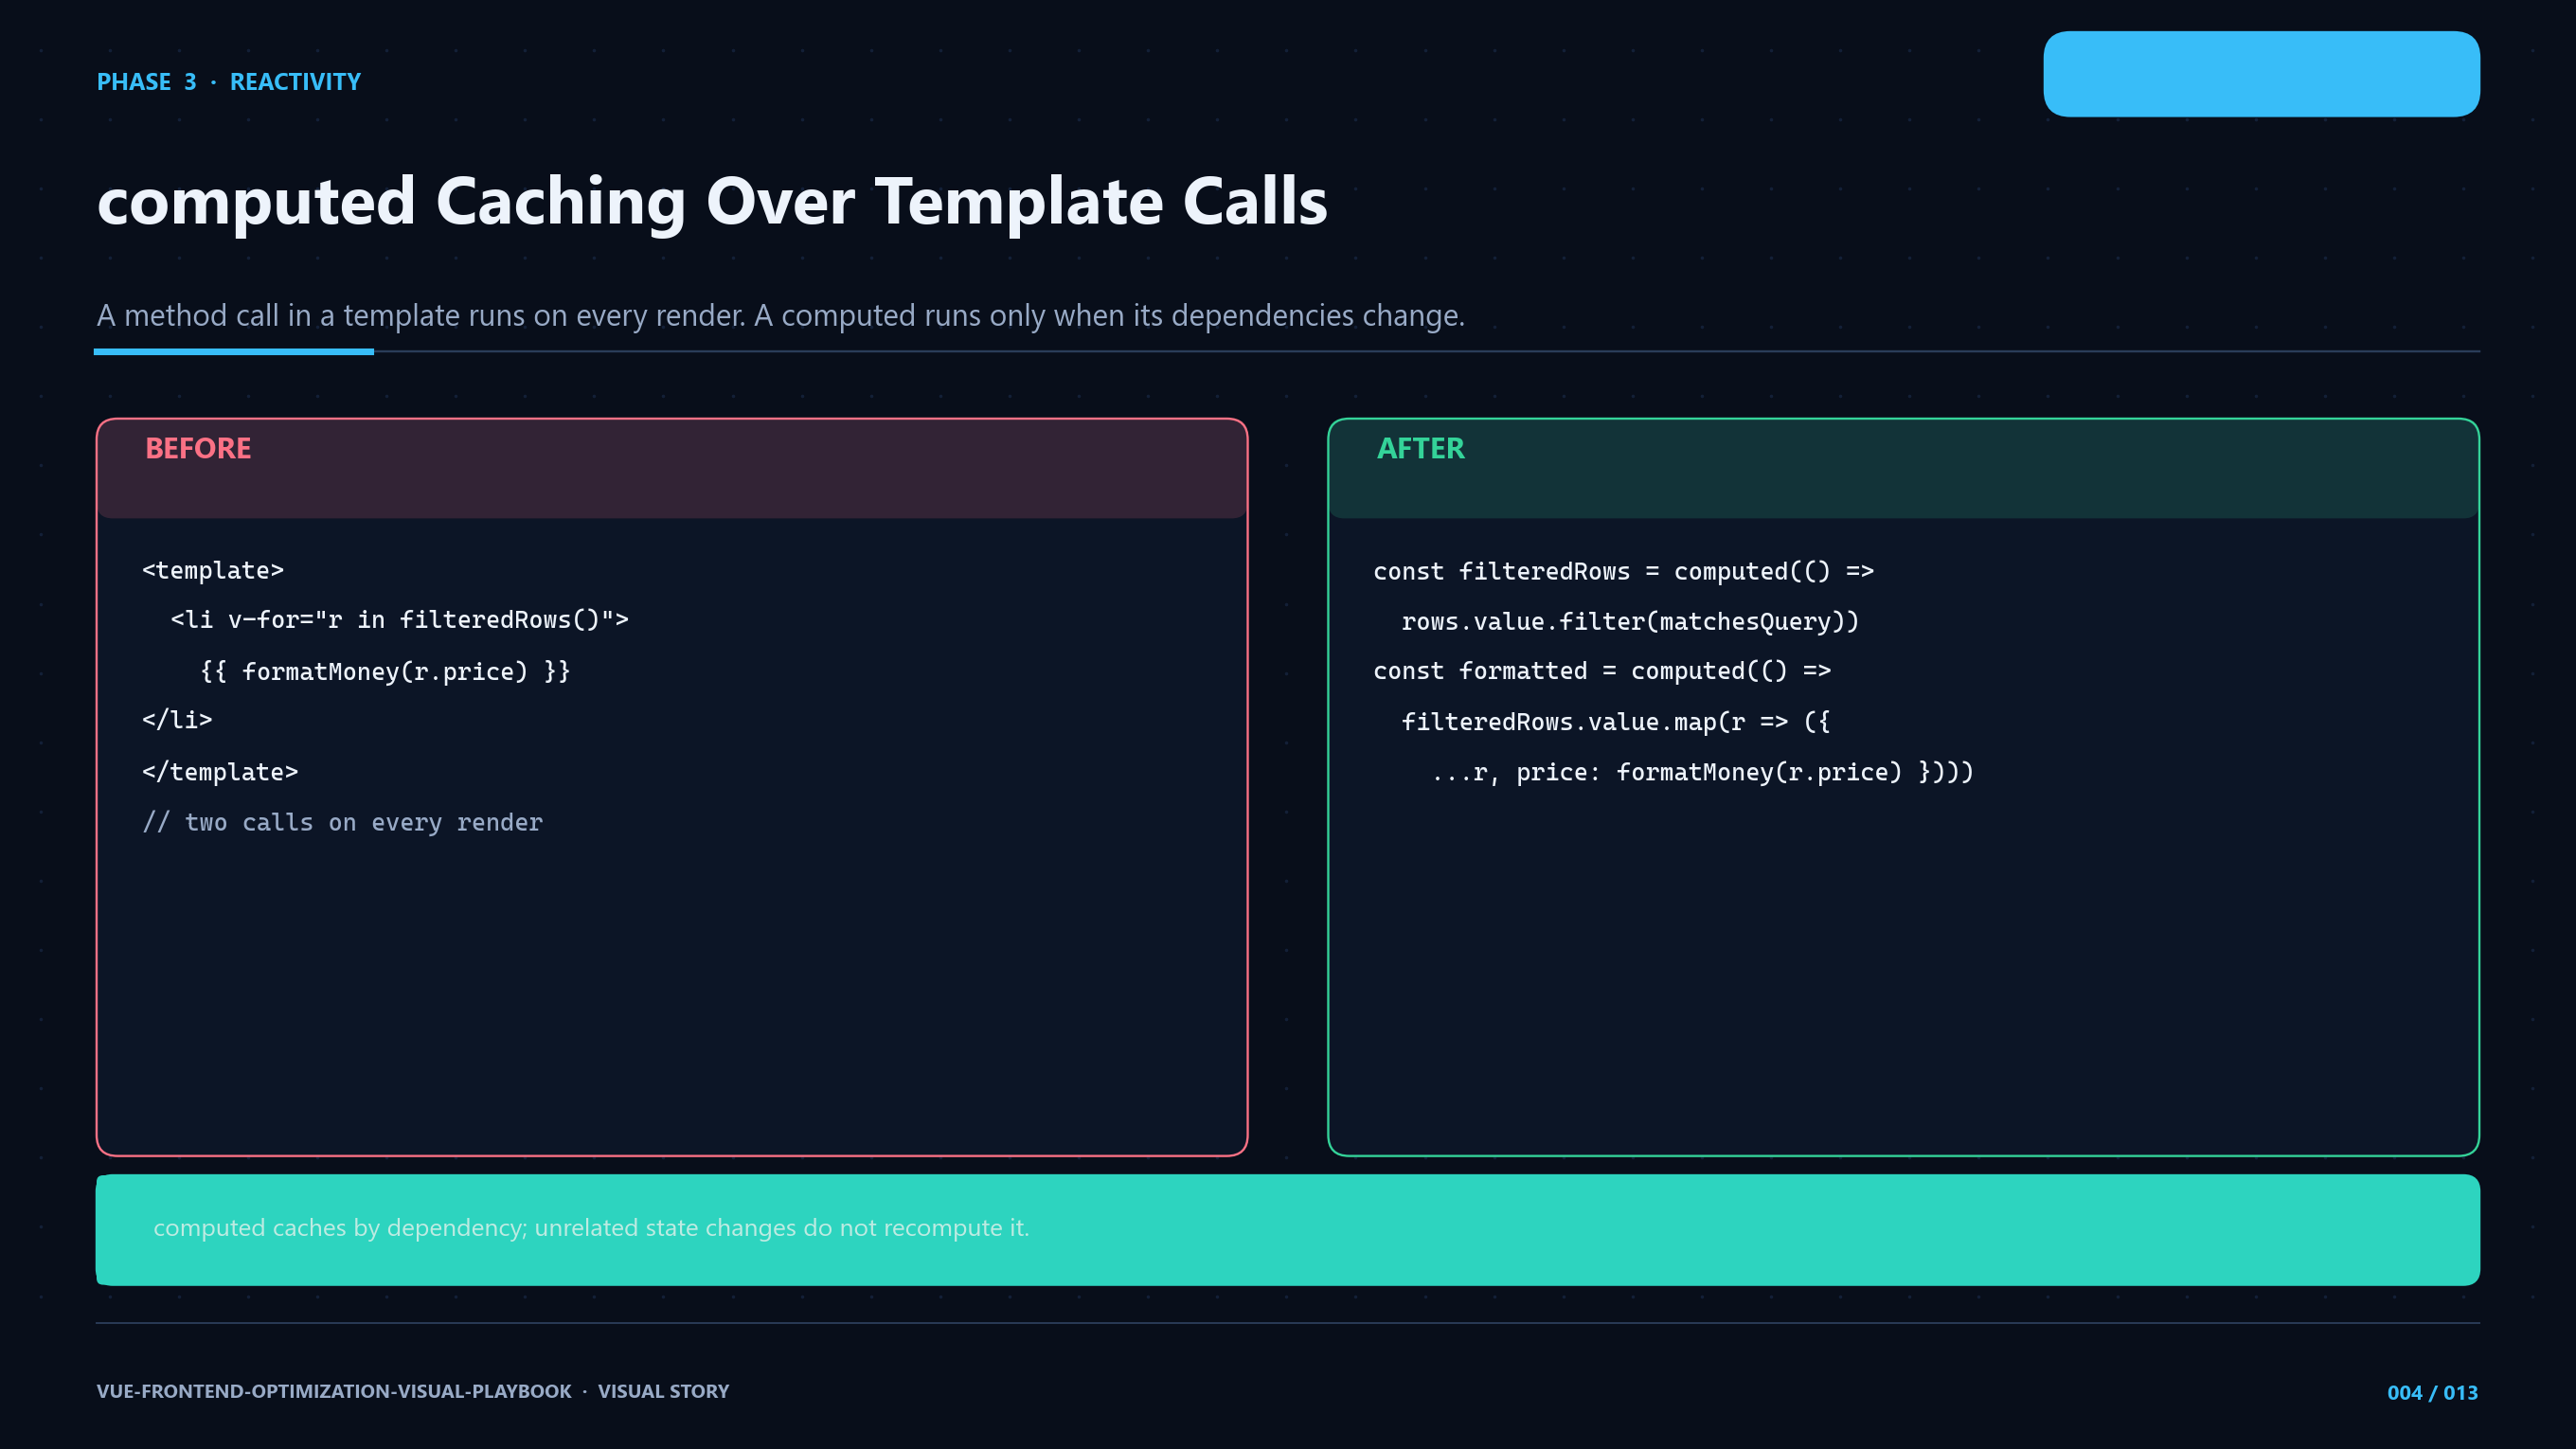 PHASE 3 · REACTIVITY
computed Caching Over Template Calls
A method call in a template runs on every render. A computed runs only when its dependencies change.
BEFORE
<template>
  <li v-for="r in filteredRows()">
    {{ formatMoney(r.price) }}
</li>
</template>
// two calls on every render
AFTER
const filteredRows = computed(() =>
  rows.value.filter(matchesQuery))
const formatted = computed(() =>
  filteredRows.value.map(r => ({
    ...r, price: formatMoney(r.price) })))
computed caches by dependency; unrelated state changes do not recompute it.
VUE-FRONTEND-OPTIMIZATION-VISUAL-PLAYBOOK · VISUAL STORY
004 / 013